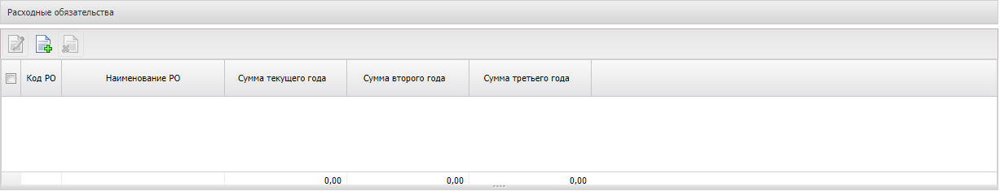 Расходные обязательства
Код РО Наименование РО Сумма текущего года Сумма второго года Сумма третьего года
0,00 0,00 0,00